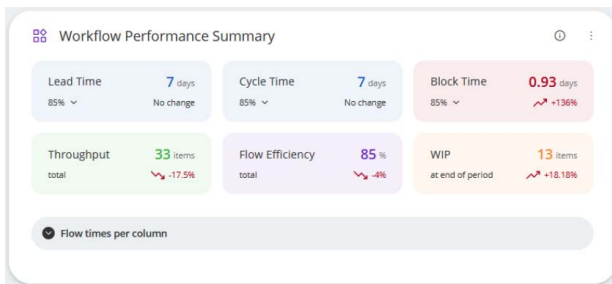 Workflow Performance Summary
Lead Time 7 days
85% No change
Cycle Time 7 days
85% No change
Block Time 0.93 days
85% +136%
Throughput 33 items
total -17.5%
Flow Efficiency 85 %
total -4%
WIP 13 items
at end of period +18.18%
Flow times per column